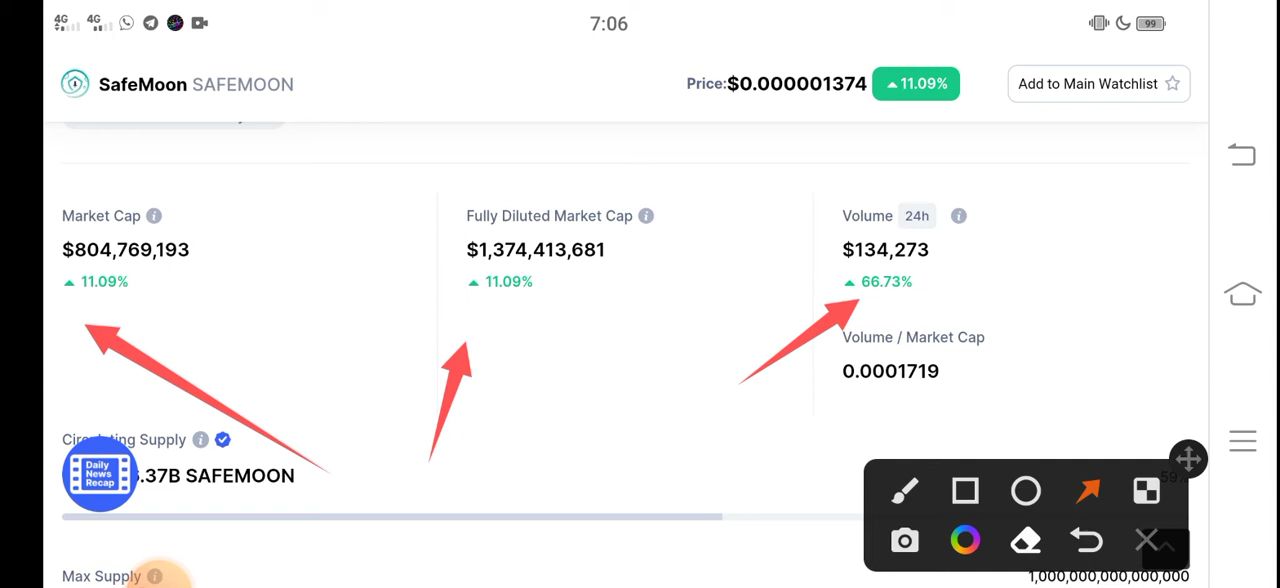 4G 4G 7:06 99
SafeMoon SAFEMOON Price:$0.000001374 11.09% Add to Main Watchlist
Market Cap Fully Diluted Market Cap Volume 24h
$804,769,193 $1,374,413,681 $134,273
11.09% 11.09% 66.73%
Volume / Market Cap
0.0001719
Supply
Daily
News
Recap
.37B SAFEMOON
59%
Max Supply
1,000,000,000,000,000